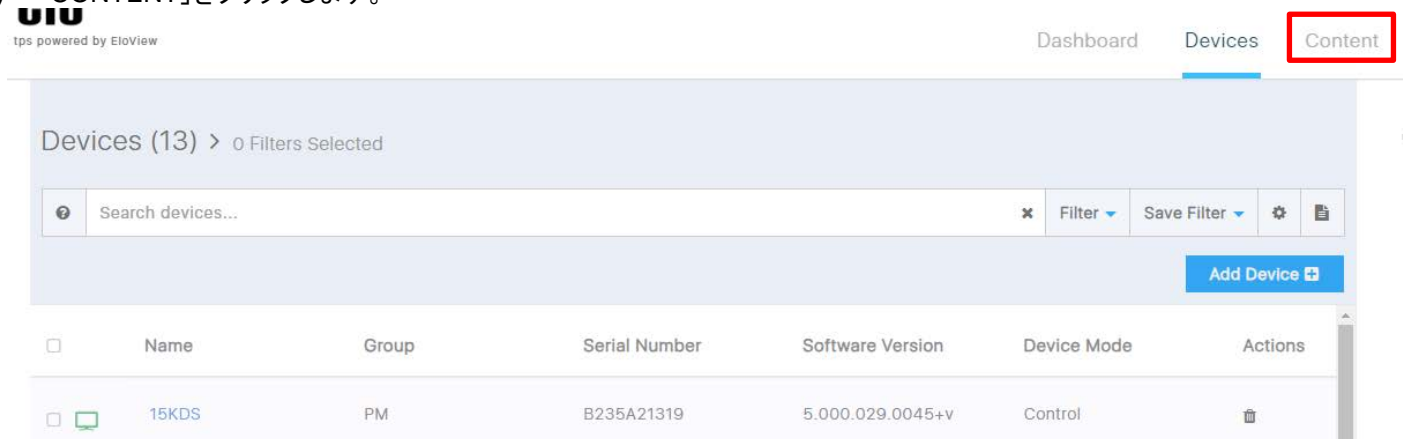 CONTENT」をクリックします。
elo
tps powered by EloView
Dashboard Devices Content
Devices (13) > 0 Filters Selected
Search devices...
Filter Save Filter
Add Device
Name Group Serial Number Software Version Device Mode Actions
15KDS PM B235A21319 5.000.029.0045+v Control